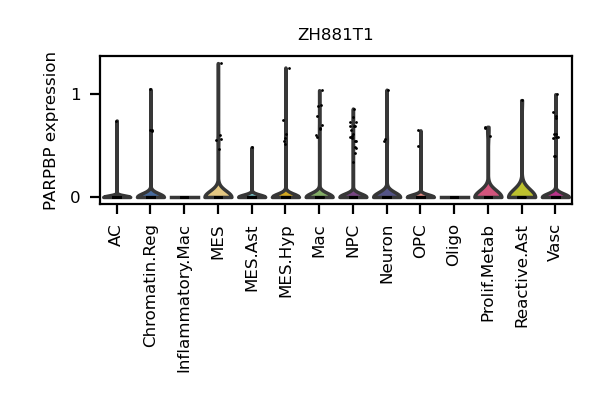 ZH881T1
PARPBP expression
1
0
AC
Chromatin.Reg
Inflammatory.Mac
MES
MES.Ast
MES.Hyp
Mac
NPC
Neuron
OPC
Oligo
Prolif.Metab
Reactive.Ast
Vasc